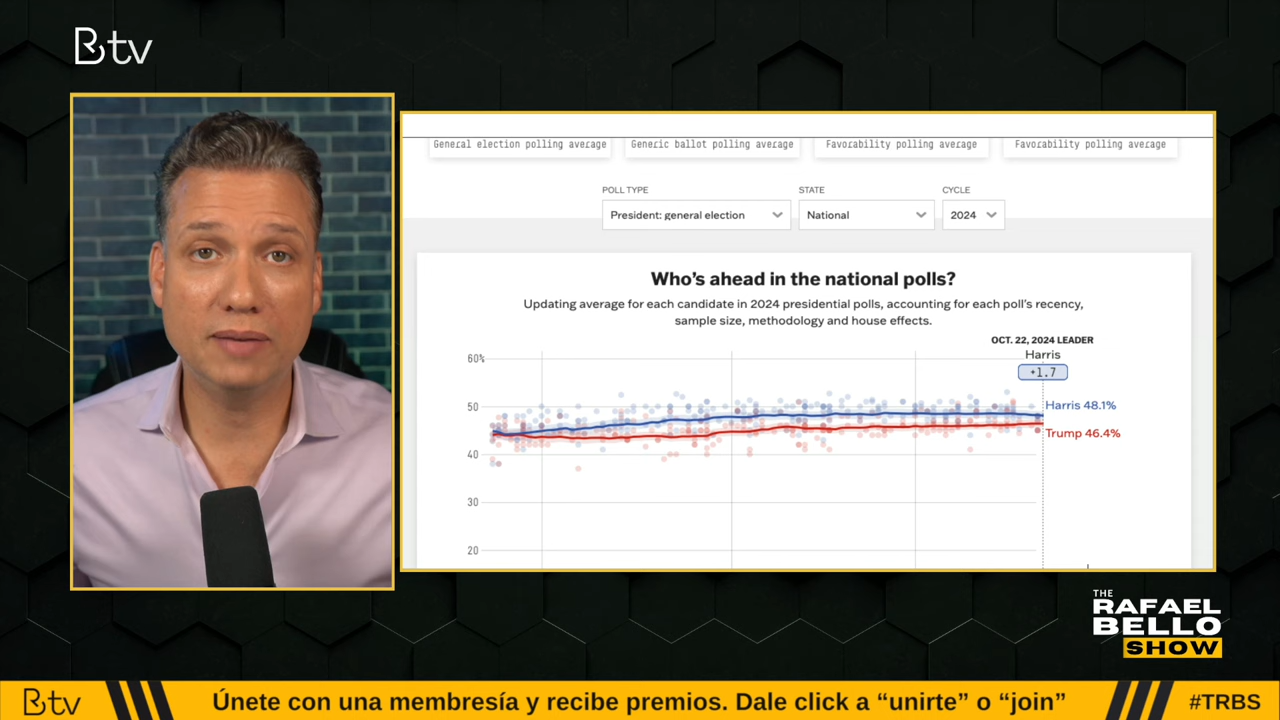 Btv
General election polling average
Generic ballot polling average
Favorability polling average
Favorability polling average
POLL TYPE
STATE
CYCLE
President: general election
National
2024
Who's ahead in the national polls?
Updating average for each candidate in 2024 presidential polls, accounting for each poll's recency,
sample size, methodology and house effects.
OCT. 22, 2024 LEADER
Harris
+1.7
60%
50
40
30
20
Harris 48.1%
Trump 46.4%
THE
RAFAEL
BELLO
SHOW
Btv
Únete con una membresía y recibe premios. Dale click a “unirte” o “join”
#TRBS